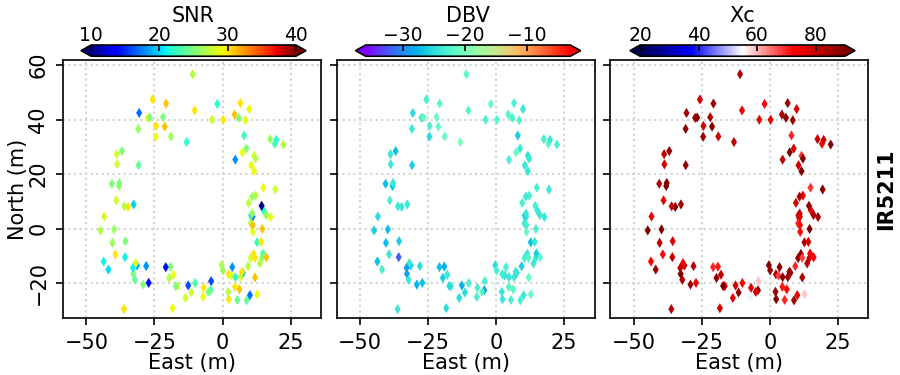 SNR DBV Xc
10 20 30 40 −30 −20 −10 20 40 60 80
60
40
20
0
−20
North (m)
IR5211
−50 −25 0 25 −50 −25 0 25 −50 −25 0 25
East (m) East (m) East (m)